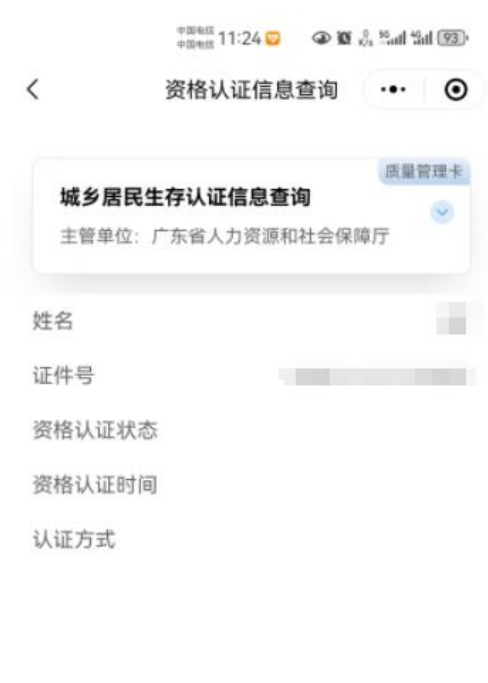 中国电信
中国电信
11:24
0
K/s
5G
4G
93
资格认证信息查询
质量管理卡
城乡居民生存认证信息查询
主管单位：广东省人力资源和社会保障厅
姓名
证件号
资格认证状态
资格认证时间
认证方式